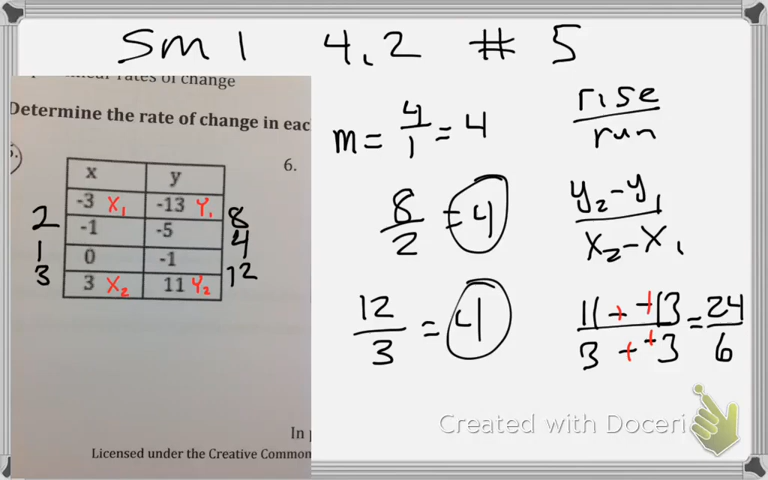 Sm 1 4.2 # 5
rates of change
Determine the rate of change in eac
6.
x y
-3 X₁ -13 Y₁
-1 -5
0 -1
3 X₂ 11 Y₂
2 8
1 4
3 12
m = 4/1 = 4
8/2 = 4
12/3 = 4
rise
run
y₂-y₁
x₂-x₁
11 + +13 = 24
3 + +3 6
In
Licensed under the Creative Common
Created with Doceri